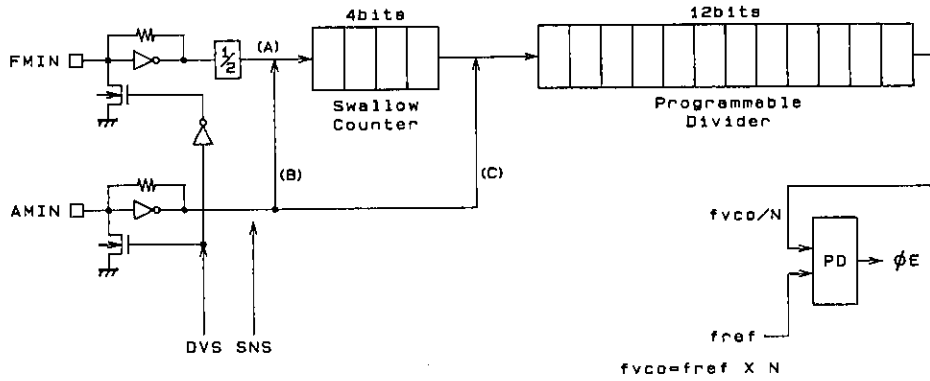 4bits
12bits
FMIN
1/2
(A)
Swallow
Counter
Programmable
Divider
(B)
(C)
AMIN
fvco/N
PD
φE
DVS SNS
fref
fvco=fref X N